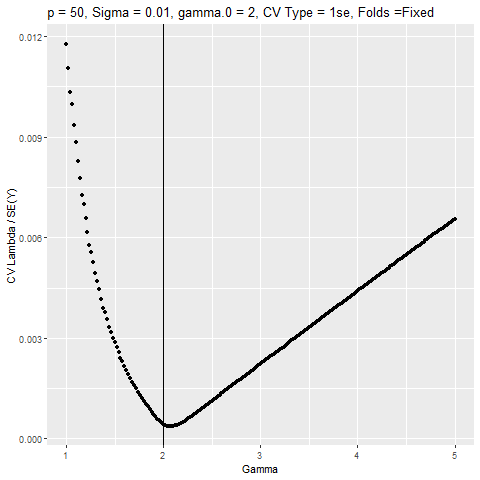 p = 50, Sigma = 0.01, gamma.0 = 2, CV Type = 1se, Folds =Fixed
0.012
0.009
0.006
0.003
0.000
CV Lambda / SE(Y)
1 2 3 4 5
Gamma